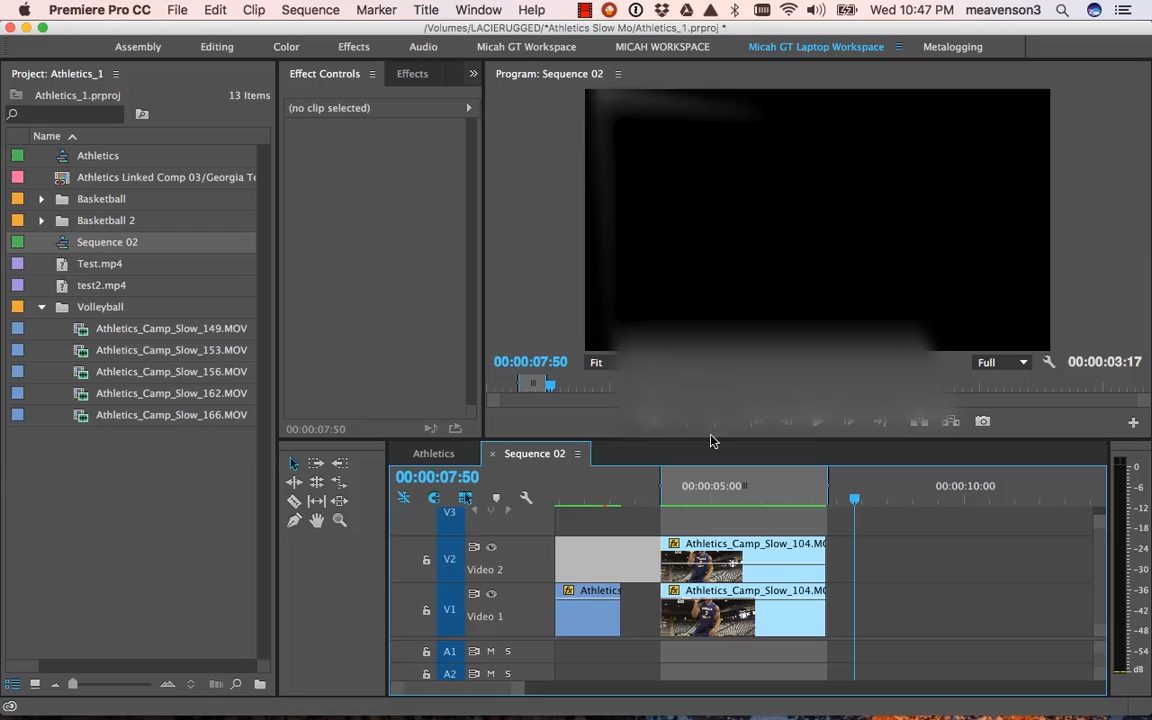 Premiere Pro CC File Edit Clip Sequence Marker Title Window Help Wed 10:47 PM meavenson3
/Volumes/LACIERUGGED/*Athletics Slow Mo/Athletics_1.prproj *
Assembly Editing Color Effects Audio Micah GT Workspace MICAH WORKSPACE Micah GT Laptop Workspace Metalogging
Project: Athletics_1
Athletics_1.prproj 13 Items
Name
Athletics
Athletics Linked Comp 03/Georgia Te
Basketball
Basketball 2
Sequence 02
Test.mp4
test2.mp4
Volleyball
Athletics_Camp_Slow_149.MOV
Athletics_Camp_Slow_153.MOV
Athletics_Camp_Slow_156.MOV
Athletics_Camp_Slow_162.MOV
Athletics_Camp_Slow_166.MOV
Effect Controls Effects
(no clip selected)
00:00:07:50
Program: Sequence 02
00:00:07:50 Fit Full 00:00:03:17
Athletics Sequence 02
00:00:07:50
00:00:05:00 00:00:10:00
V3
V2 Video 2
fx Athletics_Camp_Slow_104.MO
V1 Video 1
fx Athletics
fx Athletics_Camp_Slow_104.MO
A1 M S
A2 M S
0
-6
-12
-18
-24
-30
-36
-42
-48
-54
dB